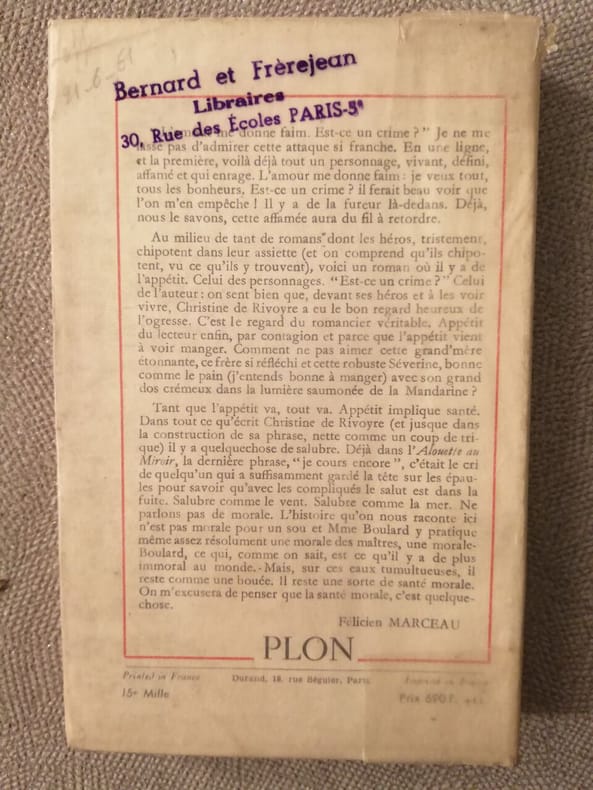 21-6-61
Bernard et Frèrejean
Libraires
30, Rue des Écoles PARIS-5e
me donne faim. Est-ce un crime ?" Je ne me
lasse pas d'admirer cette attaque si franche. En une ligne,
et la première, voilà déjà tout un personnage, vivant, défini,
affamé et qui enrage. L'amour me donne faim : je veux tout,
tous les bonheurs. Est-ce un crime ? il ferait beau voir que
l'on m'en empêche ! Il y a de la fureur là-dedans. Déjà,
nous le savons, cette affamée aura du fil à retordre.
Au milieu de tant de romans dont les héros, tristement,
chipotent dans leur assiette (et on comprend qu'ils chipo-
tent, vu ce qu'ils y trouvent), voici un roman où il y a de
l'appétit. Celui des personnages. "Est-ce un crime ?" Celui
de l'auteur : on sent bien que, devant ses héros et à les voir
vivre, Christine de Rivoyre a eu le bon regard heureux de
l'ogresse. C'est le regard du romancier véritable. Appétit
du lecteur enfin, par contagion et parce que l'appétit vient
à voir manger. Comment ne pas aimer cette grand'mère
étonnante, ce frère si réfléchi et cette robuste Séverine, bonne
comme le pain (j'entends bonne à manger) avec son grand
dos crémeux dans la lumière saumonée de la Mandarine ?
Tant que l'appétit va, tout va. Appétit implique santé.
Dans tout ce qu'écrit Christine de Rivoyre (et jusque dans
la construction de sa phrase, nette comme un coup de tri-
que) il y a quelquechose de salubre. Déjà dans l'Alouette au
Miroir, la dernière phrase, "je cours encore", c'était le cri
de quelqu'un qui a suffisamment gardé la tête sur les épau-
les pour savoir qu'avec les compliqués le salut est dans la
fuite. Salubre comme le vent. Salubre comme la mer. Ne
parlons pas de morale. L'histoire qu'on nous raconte ici
n'est pas morale pour un sou et Mme Boulard y pratique
même assez résolument une morale des maîtres, une morale-
Boulard, ce qui, comme on sait, est ce qu'il y a de plus
immoral au monde. - Mais, sur ces eaux tumultueuses, il
reste comme une bouée. Il reste une sorte de santé morale.
On m'excusera de penser que la santé morale, c'est quelque-
chose.
Félicien MARCEAU
PLON
Printed in France
Durand, 18, rue Séguier, Paris
Imprimé en France
15e Mille
Prix 690 F.